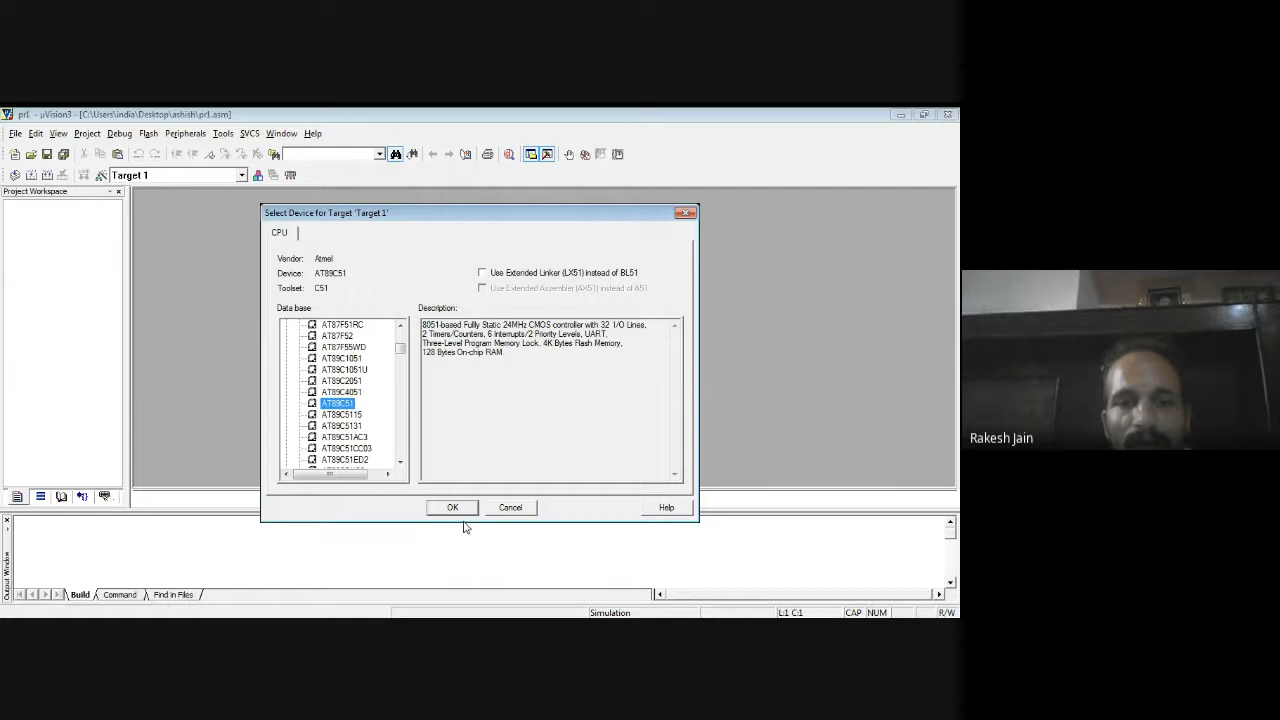 pr1 - µVision3 - [C:\Users\india\Desktop\ashish\pr1.asm]
File Edit View Project Debug Flash Peripherals Tools SVCS Window Help
Target 1
Project Workspace
Select Device for Target 'Target 1'
CPU
Vendor: Atmel
Device: AT89C51
Toolset: C51
Use Extended Linker (LX51) instead of BL51
Use Extended Assembler (AX51) instead of A51
Data base
Description:
AT87F51RC
AT87F52
AT87F55WD
AT89C1051
AT89C1051U
AT89C2051
AT89C4051
AT89C51
AT89C5115
AT89C5131
AT89C51AC3
AT89C51CC03
AT89C51ED2
8051-based Fullly Static 24MHz CMOS controller with 32 I/O Lines,
2 Timers/Counters, 6 Interrupts/2 Priority Levels, UART,
Three-Level Program Memory Lock, 4K Bytes Flash Memory,
128 Bytes On-chip RAM
OK Cancel Help
Output Window
Build Command Find in Files
Simulation L:1 C:1 CAP NUM R/W
Rakesh Jain